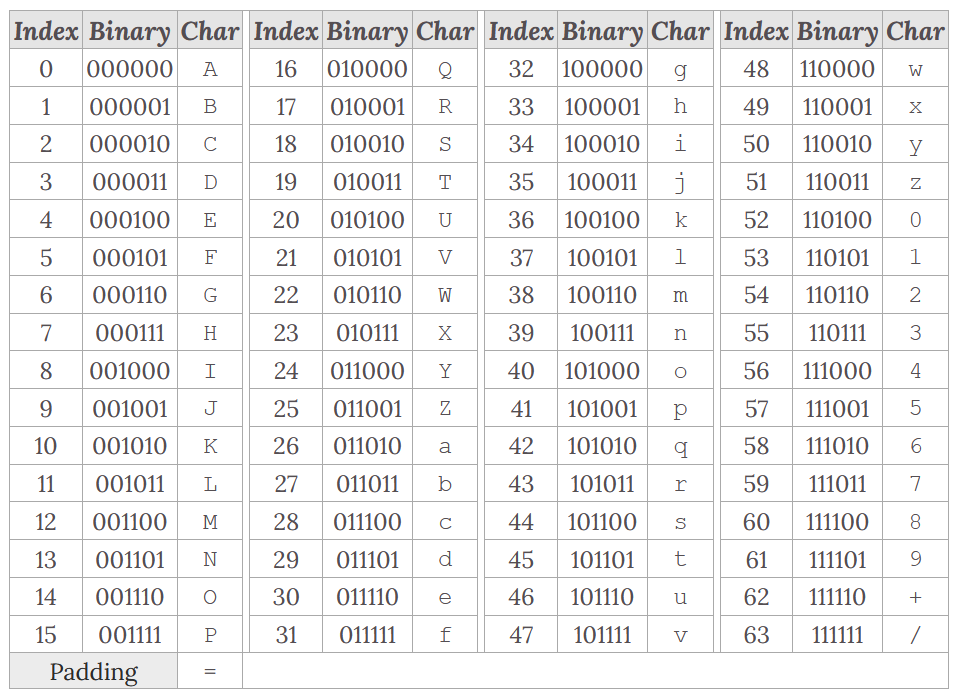 Index Binary Char Index Binary Char Index Binary Char Index Binary Char
0 000000 A 16 010000 Q 32 100000 g 48 110000 w
1 000001 B 17 010001 R 33 100001 h 49 110001 x
2 000010 C 18 010010 S 34 100010 i 50 110010 y
3 000011 D 19 010011 T 35 100011 j 51 110011 z
4 000100 E 20 010100 U 36 100100 k 52 110100 0
5 000101 F 21 010101 V 37 100101 l 53 110101 1
6 000110 G 22 010110 W 38 100110 m 54 110110 2
7 000111 H 23 010111 X 39 100111 n 55 110111 3
8 001000 I 24 011000 Y 40 101000 o 56 111000 4
9 001001 J 25 011001 Z 41 101001 p 57 111001 5
10 001010 K 26 011010 a 42 101010 q 58 111010 6
11 001011 L 27 011011 b 43 101011 r 59 111011 7
12 001100 M 28 011100 c 44 101100 s 60 111100 8
13 001101 N 29 011101 d 45 101101 t 61 111101 9
14 001110 O 30 011110 e 46 101110 u 62 111110 +
15 001111 P 31 011111 f 47 101111 v 63 111111 /
Padding =